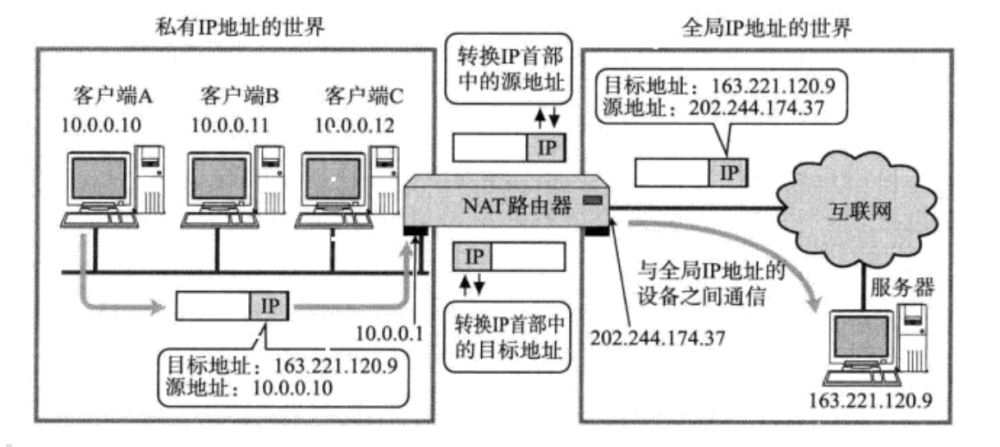 私有IP地址的世界
全局IP地址的世界
客户端A
10.0.0.10
客户端B
10.0.0.11
客户端C
10.0.0.12
转换IP首部
中的源地址
IP
目标地址：163.221.120.9
源地址：202.244.174.37
IP
NAT路由器
互联网
IP
IP
与全局IP地址的
设备之间通信
服务器
10.0.0.1
转换IP首部中
的目标地址
202.244.174.37
目标地址：163.221.120.9
源地址：10.0.0.10
163.221.120.9